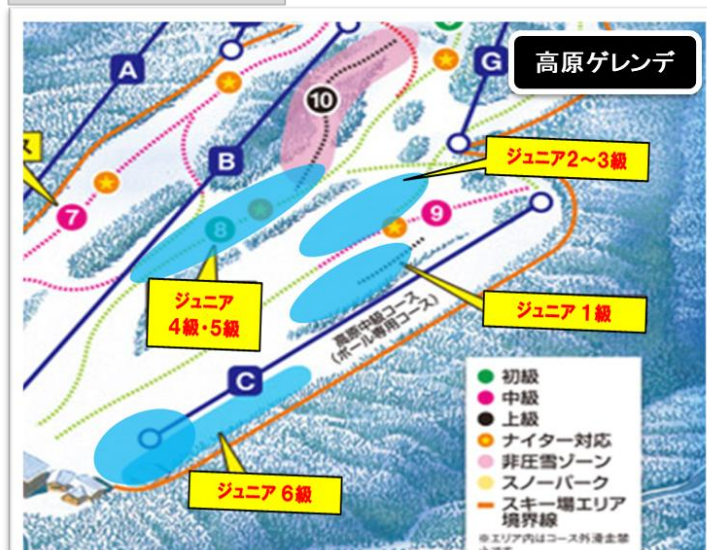 高原ゲレンデ
A
G
10
B
ジュニア2～3級
7
8
9
ジュニア
4級・5級
ジュニア1級
高原中級コース
(ポール専用コース)
C
ジュニア6級
初級
中級
上級
ナイター対応
非圧雪ゾーン
スノーパーク
スキー場エリア
境界線
※エリア内はコース外滑走禁